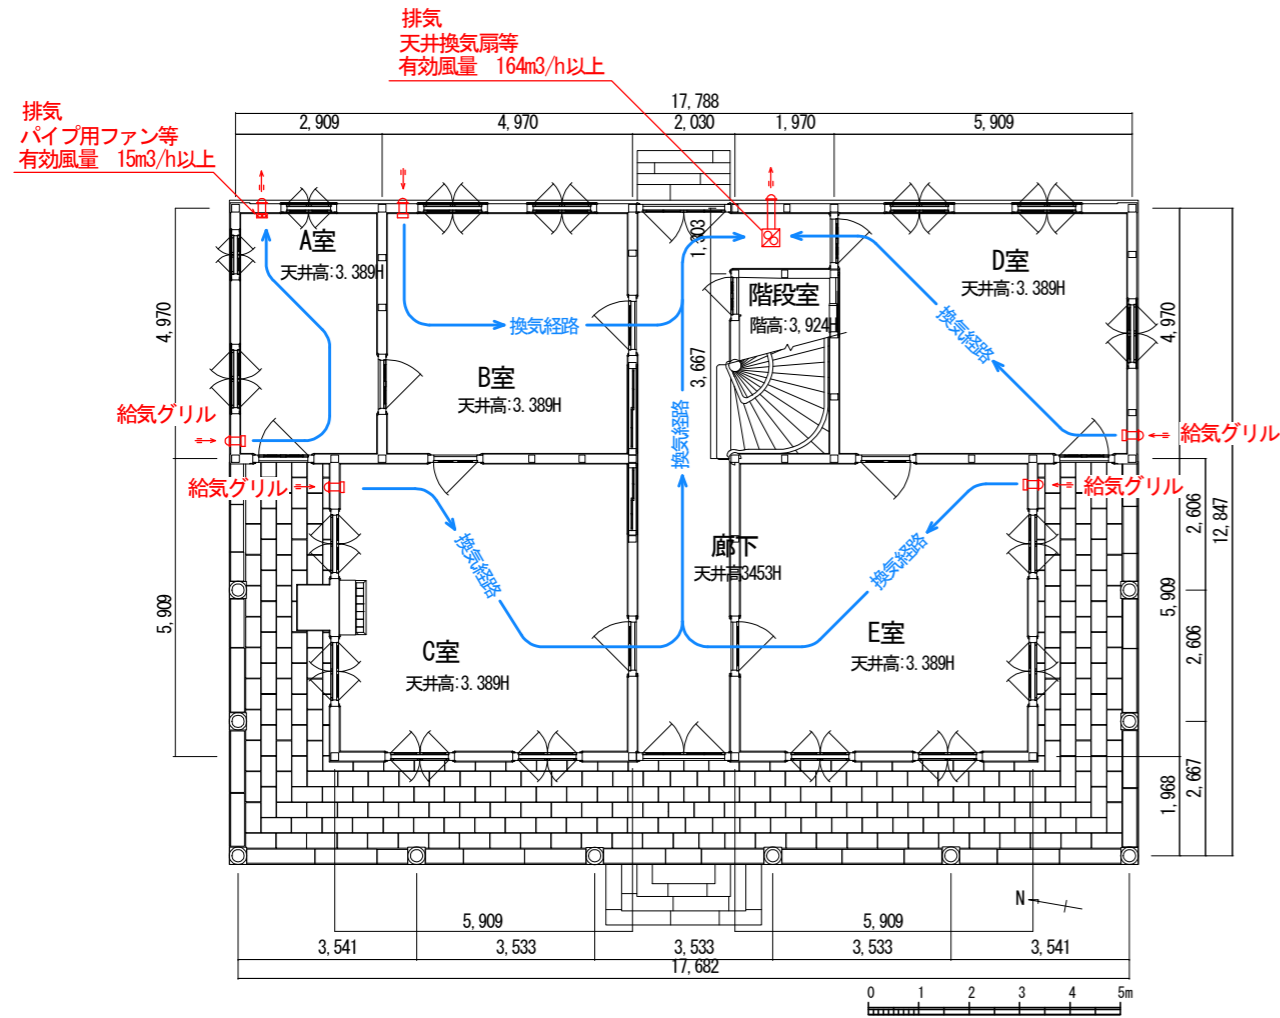 排気
天井換気扇等
有効風量 164m3/h以上
排気
パイプ用ファン等
有効風量 15m3/h以上
17,788
2,909
4,970
2,030
1,970
5,909
A室
天井高:3.389H
1,303
D室
天井高:3.389H
階段室
階高:3,924H
換気経路
換気経路
4,970
4,970
3,667
B室
天井高:3.389H
給気グリル
換気経路
給気グリル
給気グリル
給気グリル
2,606
12,847
換気経路
廊下
天井高3453H
換気経路
5,909
5,909
2,606
C室
天井高:3.389H
E室
天井高:3.389H
1,968
2,667
N
5,909
5,909
3,541
3,533
3,533
3,533
3,541
17,682
0 1 2 3 4 5m